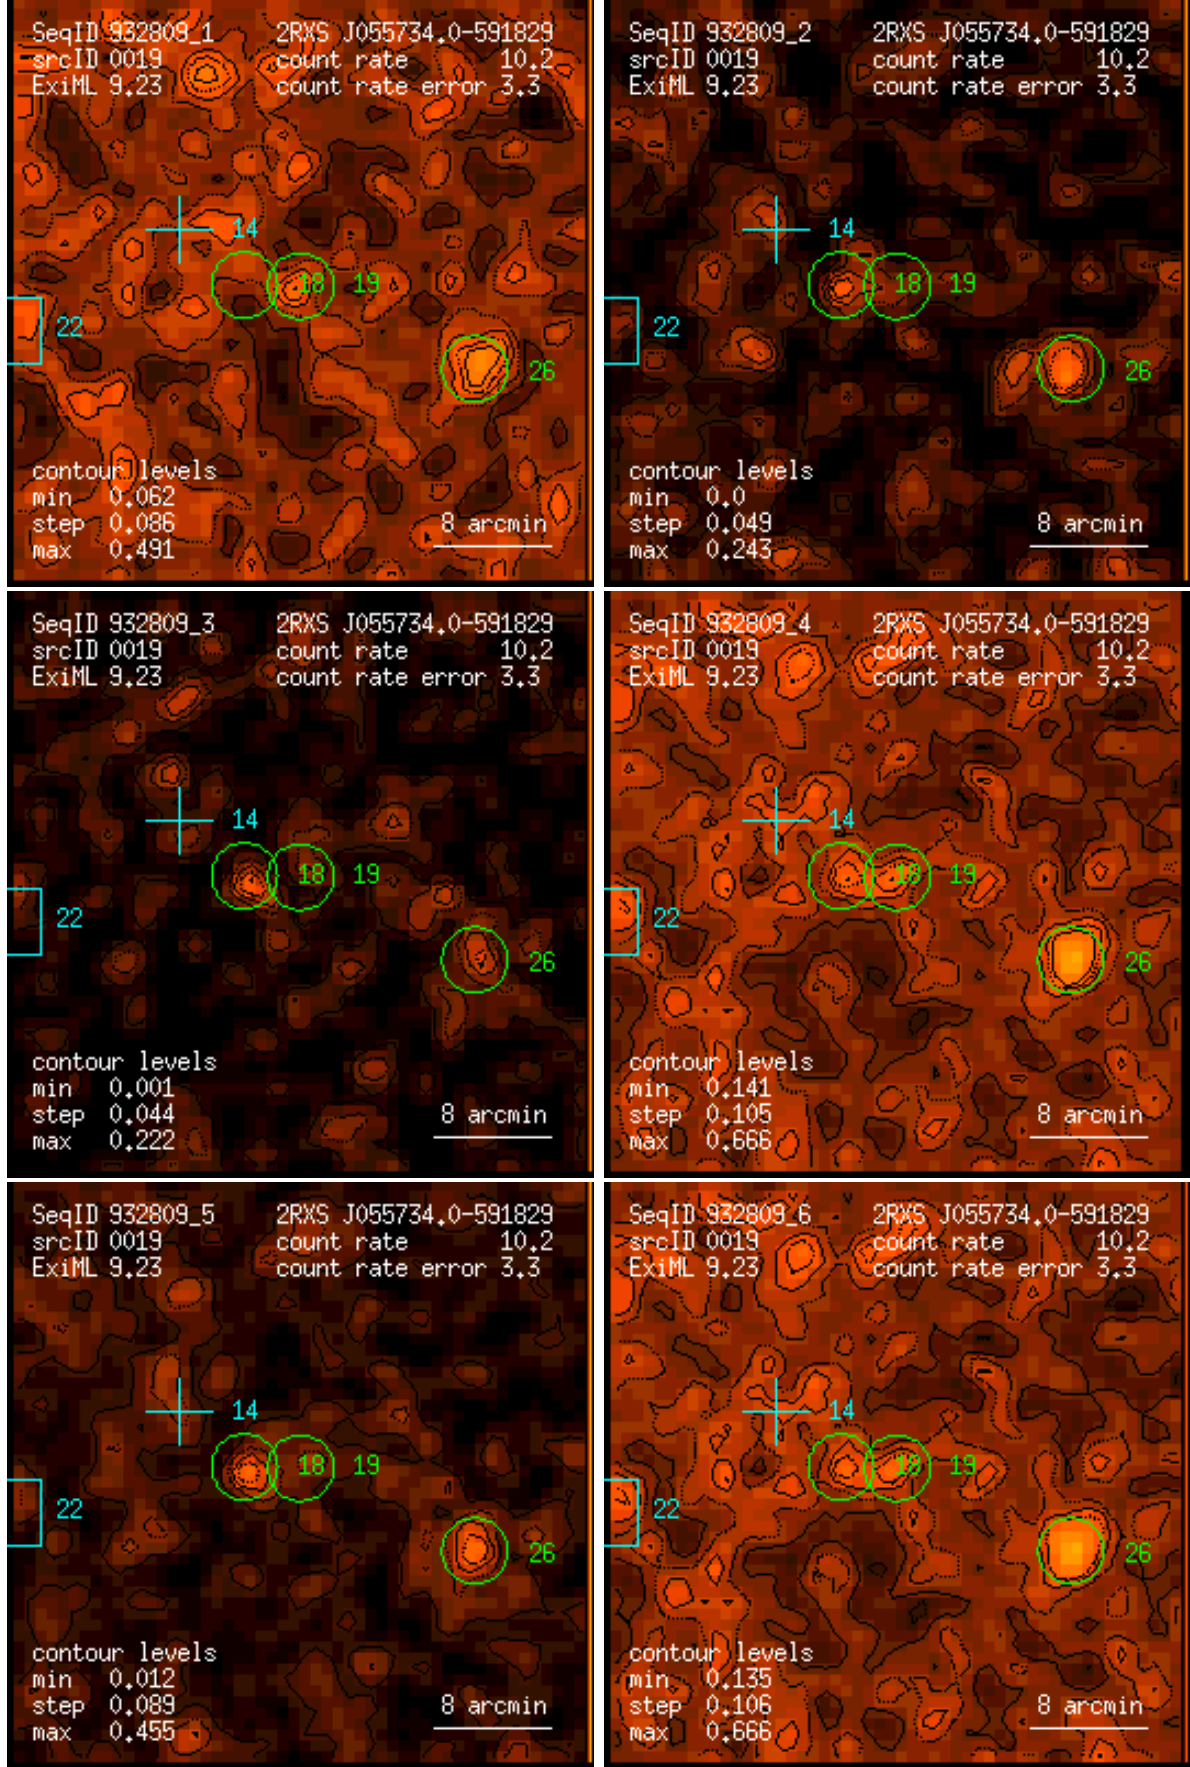 SeqID 932809_1 2RXS J055734.0-591829
srcID 0019 count rate 10.2
ExiML 9.23 count rate error 3.3
14
18 19
22
26
contour levels
min 0.062
step 0.086 8 arcmin
max 0.491
SeqID 932809_2 2RXS J055734.0-591829
srcID 0019 count rate 10.2
ExiML 9.23 count rate error 3.3
14
18 19
22
26
contour levels
min 0.0
step 0.049 8 arcmin
max 0.243
SeqID 932809_3 2RXS J055734.0-591829
srcID 0019 count rate 10.2
ExiML 9.23 count rate error 3.3
14
18 19
22
26
contour levels
min 0.001
step 0.044 8 arcmin
max 0.222
SeqID 932809_4 2RXS J055734.0-591829
srcID 0019 count rate 10.2
ExiML 9.23 count rate error 3.3
14
18 19
22
26
contour levels
min 0.141
step 0.105 8 arcmin
max 0.666
SeqID 932809_5 2RXS J055734.0-591829
srcID 0019 count rate 10.2
ExiML 9.23 count rate error 3.3
14
18 19
22
26
contour levels
min 0.012
step 0.089 8 arcmin
max 0.455
SeqID 932809_6 2RXS J055734.0-591829
srcID 0019 count rate 10.2
ExiML 9.23 count rate error 3.3
14
18 19
22
26
contour levels
min 0.135
step 0.106 8 arcmin
max 0.666